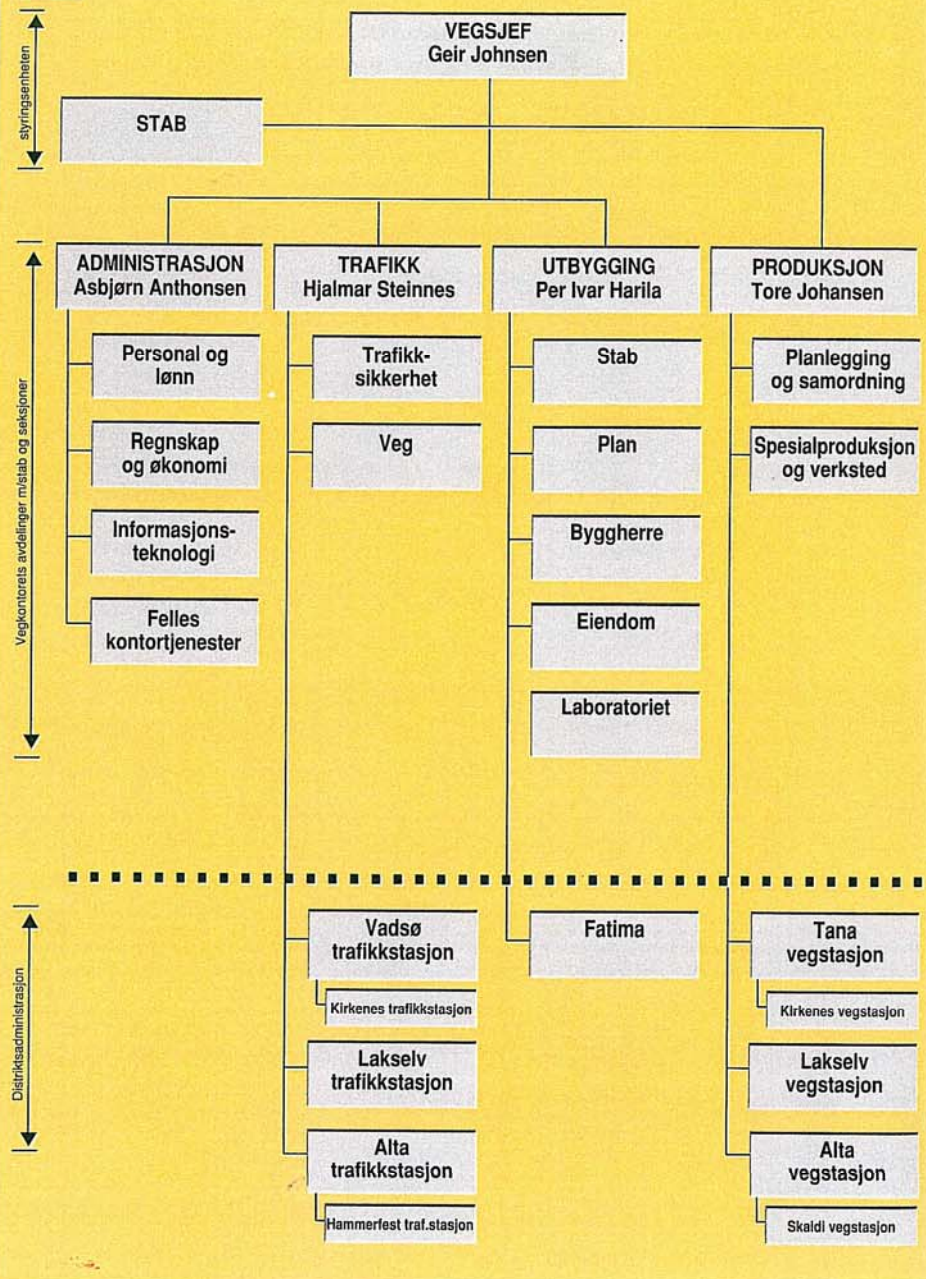 styringsenheten
VEGSJEF
Geir Johnsen
STAB
Vegkontorets avdelinger m/stab og seksjoner
ADMINISTRASJON
Asbjørn Anthonsen
Personal og
lønn
Regnskap
og økonomi
Informasjons-
teknologi
Felles
kontortjenester
TRAFIKK
Hjalmar Steinnes
Trafikk-
sikkerhet
Veg
UTBYGGING
Per Ivar Harila
Stab
Plan
Byggherre
Eiendom
Laboratoriet
PRODUKSJON
Tore Johansen
Planlegging
og samordning
Spesialproduksjon
og verksted
Distriktsadministrasjon
Vadsø
trafikkstasjon
Kirkenes trafikkstasjon
Lakselv
trafikkstasjon
Alta
trafikkstasjon
Hammerfest traf.stasjon
Fatima
Tana
vegstasjon
Kirkenes vegstasjon
Lakselv
vegstasjon
Alta
vegstasjon
Skaldi vegstasjon